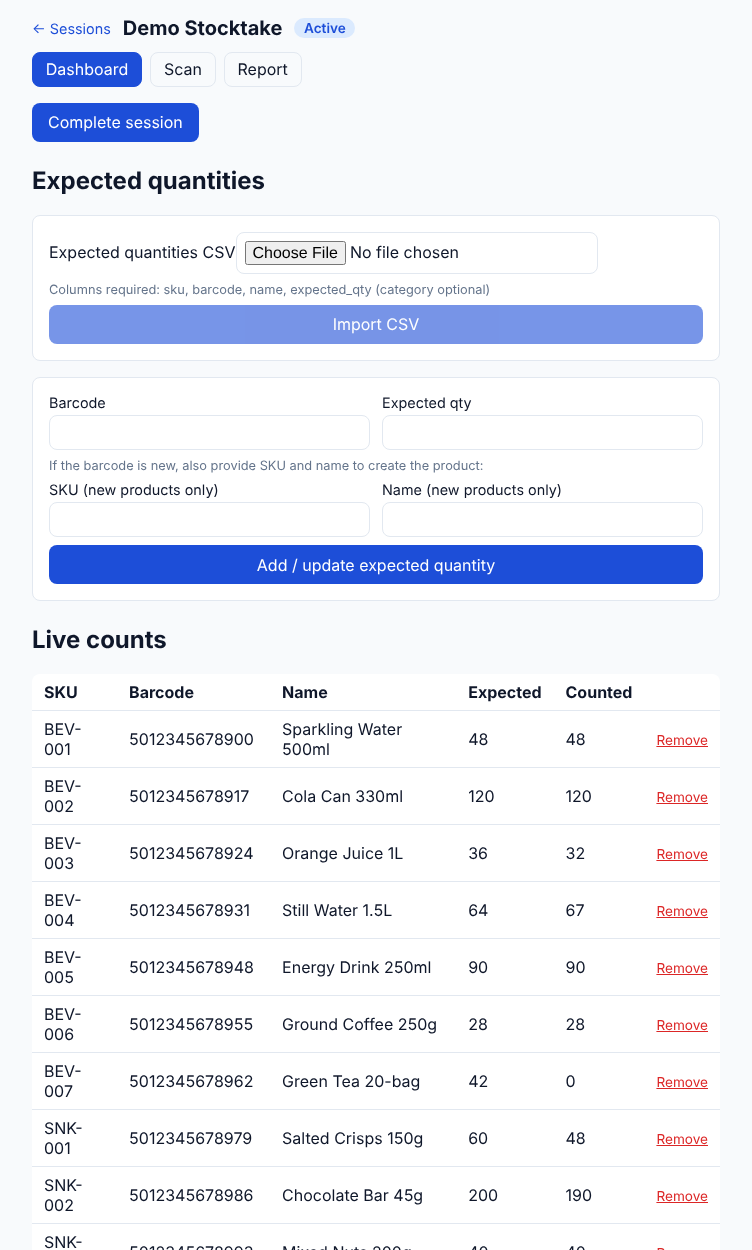 ← Sessions Demo Stocktake Active
Dashboard Scan Report
Complete session
Expected quantities
Expected quantities CSV Choose File No file chosen
Columns required: sku, barcode, name, expected_qty (category optional)
Import CSV
Barcode Expected qty
If the barcode is new, also provide SKU and name to create the product:
SKU (new products only) Name (new products only)
Add / update expected quantity
Live counts
SKU Barcode Name Expected Counted
BEV-001 5012345678900 Sparkling Water 500ml 48 48 Remove
BEV-002 5012345678917 Cola Can 330ml 120 120 Remove
BEV-003 5012345678924 Orange Juice 1L 36 32 Remove
BEV-004 5012345678931 Still Water 1.5L 64 67 Remove
BEV-005 5012345678948 Energy Drink 250ml 90 90 Remove
BEV-006 5012345678955 Ground Coffee 250g 28 28 Remove
BEV-007 5012345678962 Green Tea 20-bag 42 0 Remove
SNK-001 5012345678979 Salted Crisps 150g 60 48 Remove
SNK-002 5012345678986 Chocolate Bar 45g 200 190 Remove
SNK-